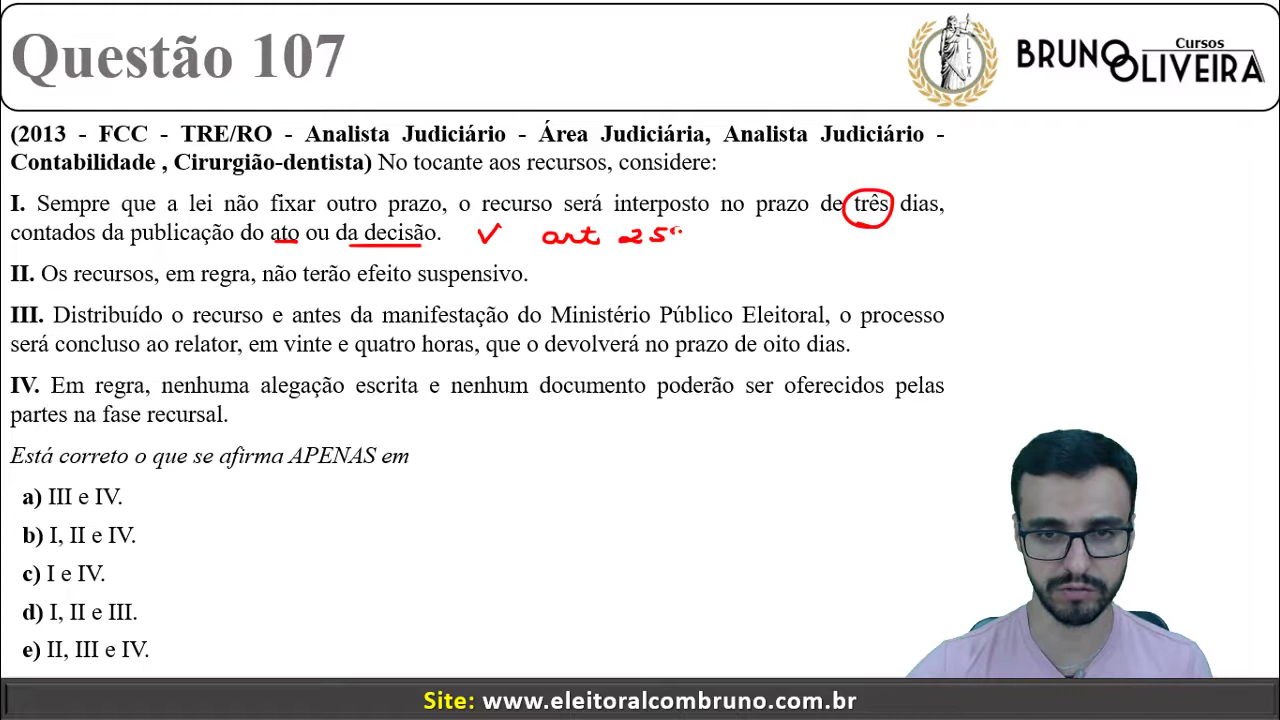 Questão 107
Cursos
BRUNO OLIVEIRA
LEX
(2013 - FCC - TRE/RO - Analista Judiciário - Área Judiciária, Analista Judiciário -
Contabilidade , Cirurgião-dentista) No tocante aos recursos, considere:
I. Sempre que a lei não fixar outro prazo, o recurso será interposto no prazo de três dias,
contados da publicação do ato ou da decisão. ✓ art 25
II. Os recursos, em regra, não terão efeito suspensivo.
III. Distribuído o recurso e antes da manifestação do Ministério Público Eleitoral, o processo
será concluso ao relator, em vinte e quatro horas, que o devolverá no prazo de oito dias.
IV. Em regra, nenhuma alegação escrita e nenhum documento poderão ser oferecidos pelas
partes na fase recursal.
Está correto o que se afirma APENAS em
a) III e IV.
b) I, II e IV.
c) I e IV.
d) I, II e III.
e) II, III e IV.
Site: www.eleitoralcombruno.com.br